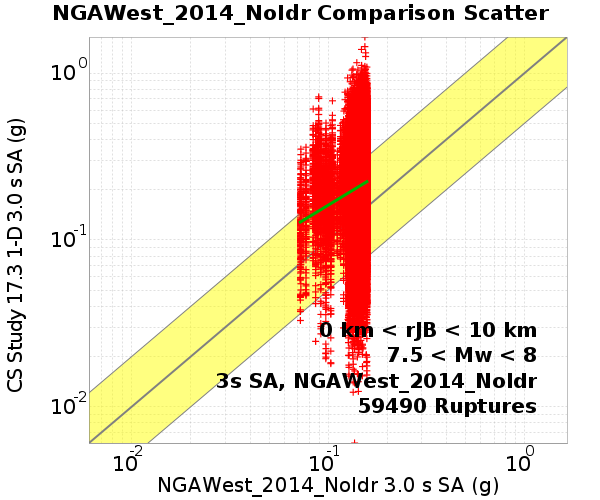 NGAWest_2014_NoIdr Comparison Scatter
CS Study 17.3 1-D 3.0 s SA (g)
10^0
10^-1
10^-2
0 km < rJB < 10 km
7.5 < Mw < 8
3s SA, NGAWest_2014_NoIdr
59490 Ruptures
10^-2 10^-1 10^0
NGAWest_2014_NoIdr 3.0 s SA (g)